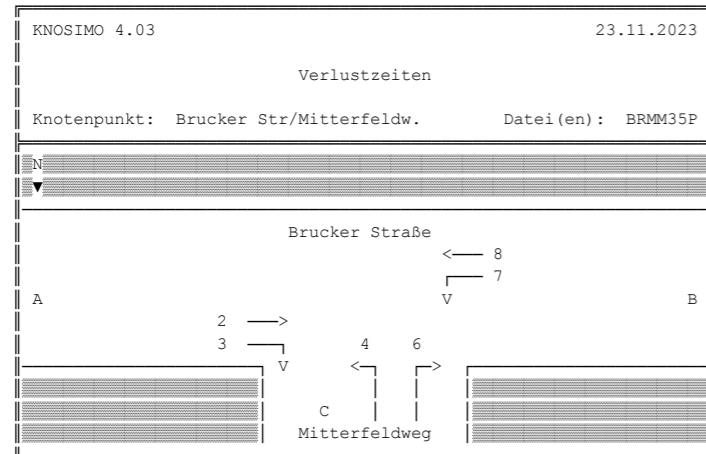 KNOSIMO 4.03 23.11.2023
Verlustzeiten
Knotenpunkt: Brucker Str/Mitterfeldw. Datei(en): BRMM35P
N
▼
Brucker Straße
<─── 8
┌─── 7
A V B
2 ───>
3 ───┐ 4 6
V <─┐ ┌─>
C
Mitterfeldweg